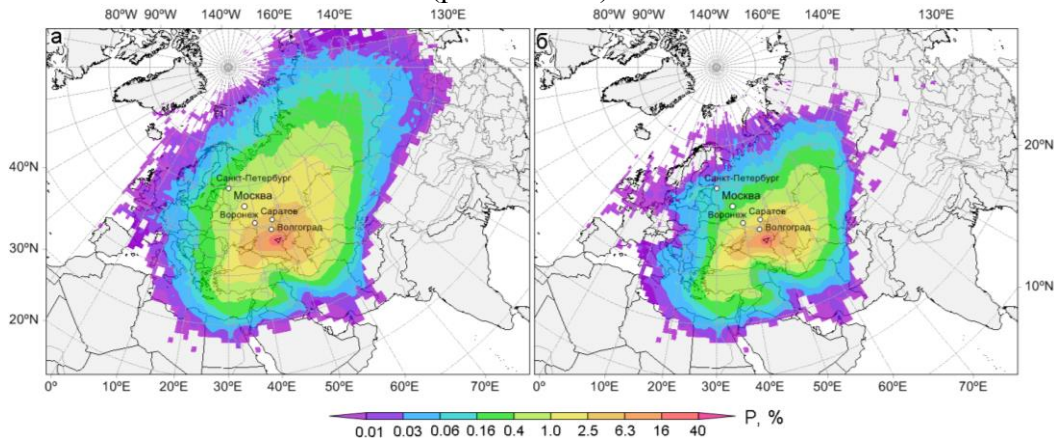 80°W 90°W 140°W 160°E 140°E 130°E 80°W 90°W 140°W 160°E 140°E 130°E
а б
40°N 20°N
Санкт-Петербург Санкт-Петербург
Москва Москва
Воронеж Саратов Воронеж Саратов
Волгоград Волгоград
30°N
20°N 10°N
0° 10°E 20°E 30°E 40°E 50°E 60°E 70°E 0° 10°E 20°E 30°E 40°E 50°E 60°E 70°E
0.01 0.03 0.06 0.16 0.4 1.0 2.5 6.3 16 40 P, %